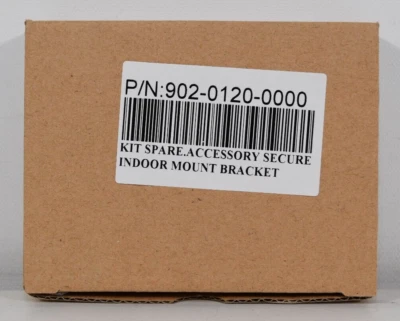 P/N:902-0120-0000
KIT SPARE.ACCESSORY SECURE
INDOOR MOUNT BRACKET